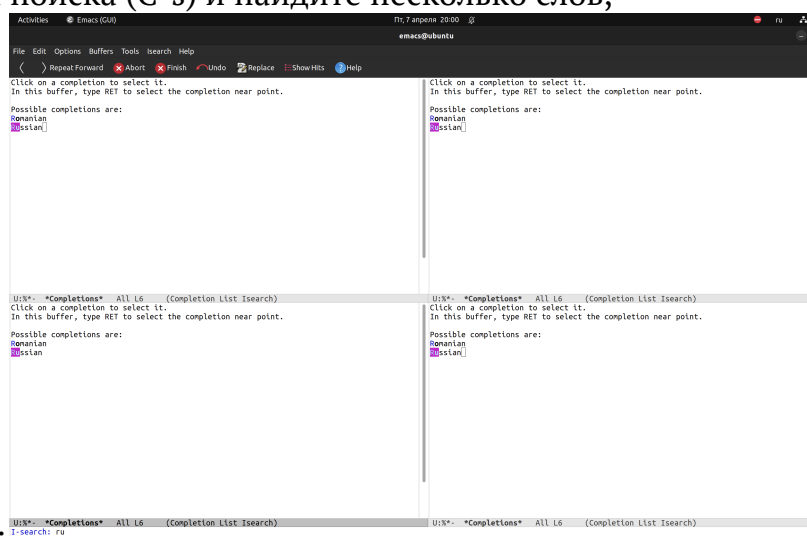 поиска (C-s) и найдите несколько слов,
Activities Emacs (GUI) Пт, 7 апреля 20:00 ru
emacs@ubuntu
File Edit Options Buffers Tools Isearch Help
Repeat Forward Abort Finish Undo Replace Show Hits Help
Click on a completion to select it.
In this buffer, type RET to select the completion near point.
Possible completions are:
Romanian
Russian
U:%*- *Completions* All L6 (Completion List Isearch)
Click on a completion to select it.
In this buffer, type RET to select the completion near point.
Possible completions are:
Romanian
Russian
U:%*- *Completions* All L6 (Completion List Isearch)
Click on a completion to select it.
In this buffer, type RET to select the completion near point.
Possible completions are:
Romanian
Russian
U:%*- *Completions* All L6 (Completion List Isearch)
Click on a completion to select it.
In this buffer, type RET to select the completion near point.
Possible completions are:
Romanian
Russian
U:%*- *Completions* All L6 (Completion List Isearch)
I-search: ru